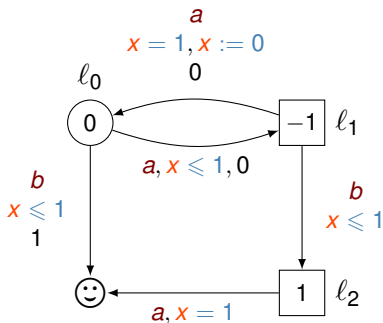 a
x = 1, x := 0
0
ℓ₀
0
−1
ℓ₁
a, x ⩽ 1, 0
b
x ⩽ 1
1
b
x ⩽ 1
1
ℓ₂
a, x = 1